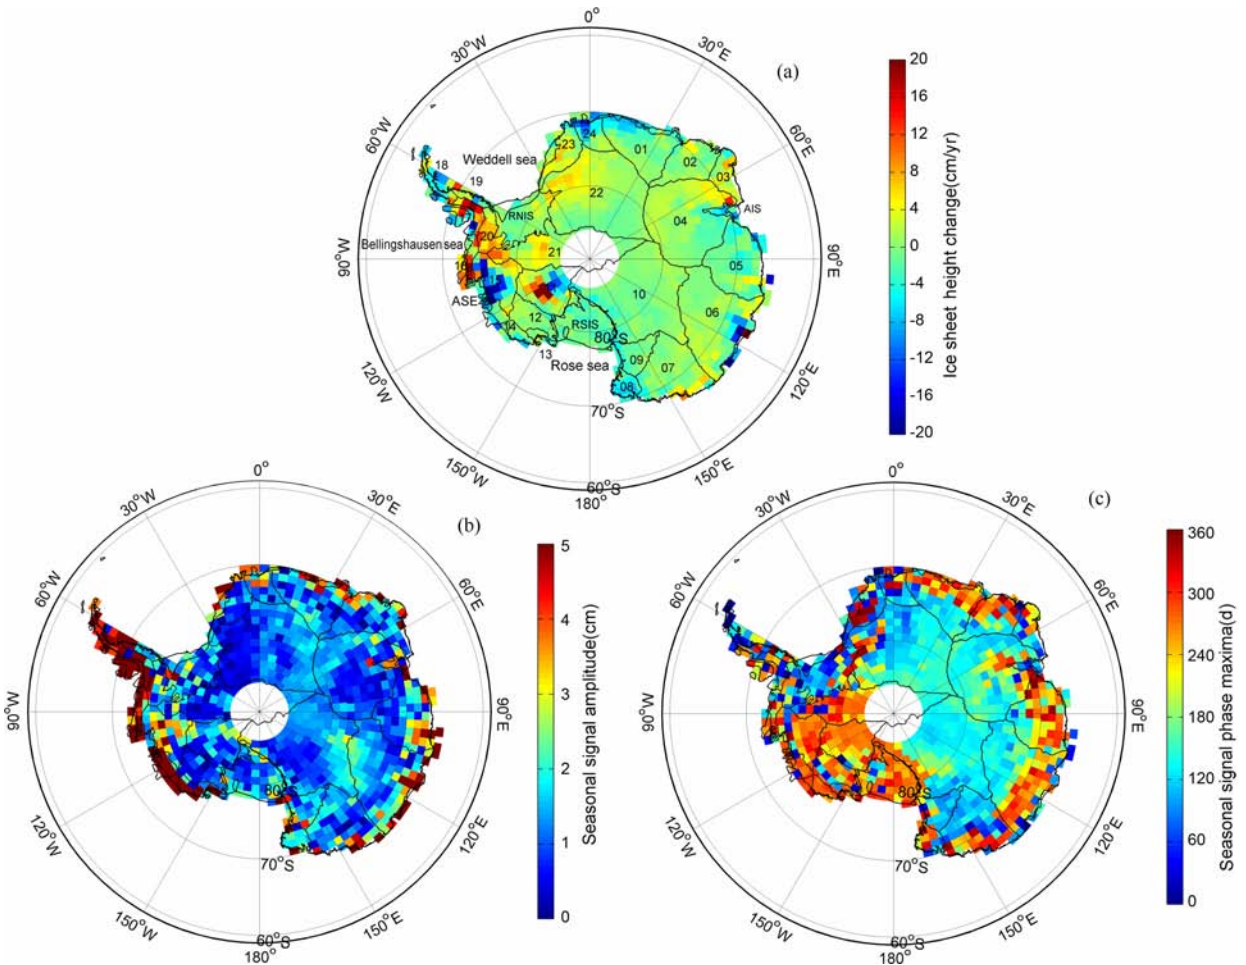 0°
30°E
60°E
90°E
120°E
150°E
180°
150°W
120°W
90°W
60°W
30°W
(a)
24
23
01
02
03
18
Weddell sea
19
22
04
AIS
RNIS
20
Bellingshausen sea
21
05
16
ASE
10
06
14
12
RSIS
80°S
13
Rose sea
09
07
08
70°S
60°S
20
16
12
8
4
0
-4
-8
-12
-16
-20
Ice sheet height change(cm/yr)
0°
30°E
60°E
90°E
120°E
150°E
180°
150°W
120°W
90°W
60°W
30°W
(b)
80°S
70°S
60°S
5
4
3
2
1
0
Seasonal signal amplitude(cm)
0°
30°E
60°E
90°E
120°E
150°E
180°
150°W
120°W
90°W
60°W
30°W
(c)
80°S
70°S
60°S
360
300
240
180
120
60
0
Seasonal signal phase maxima(d)